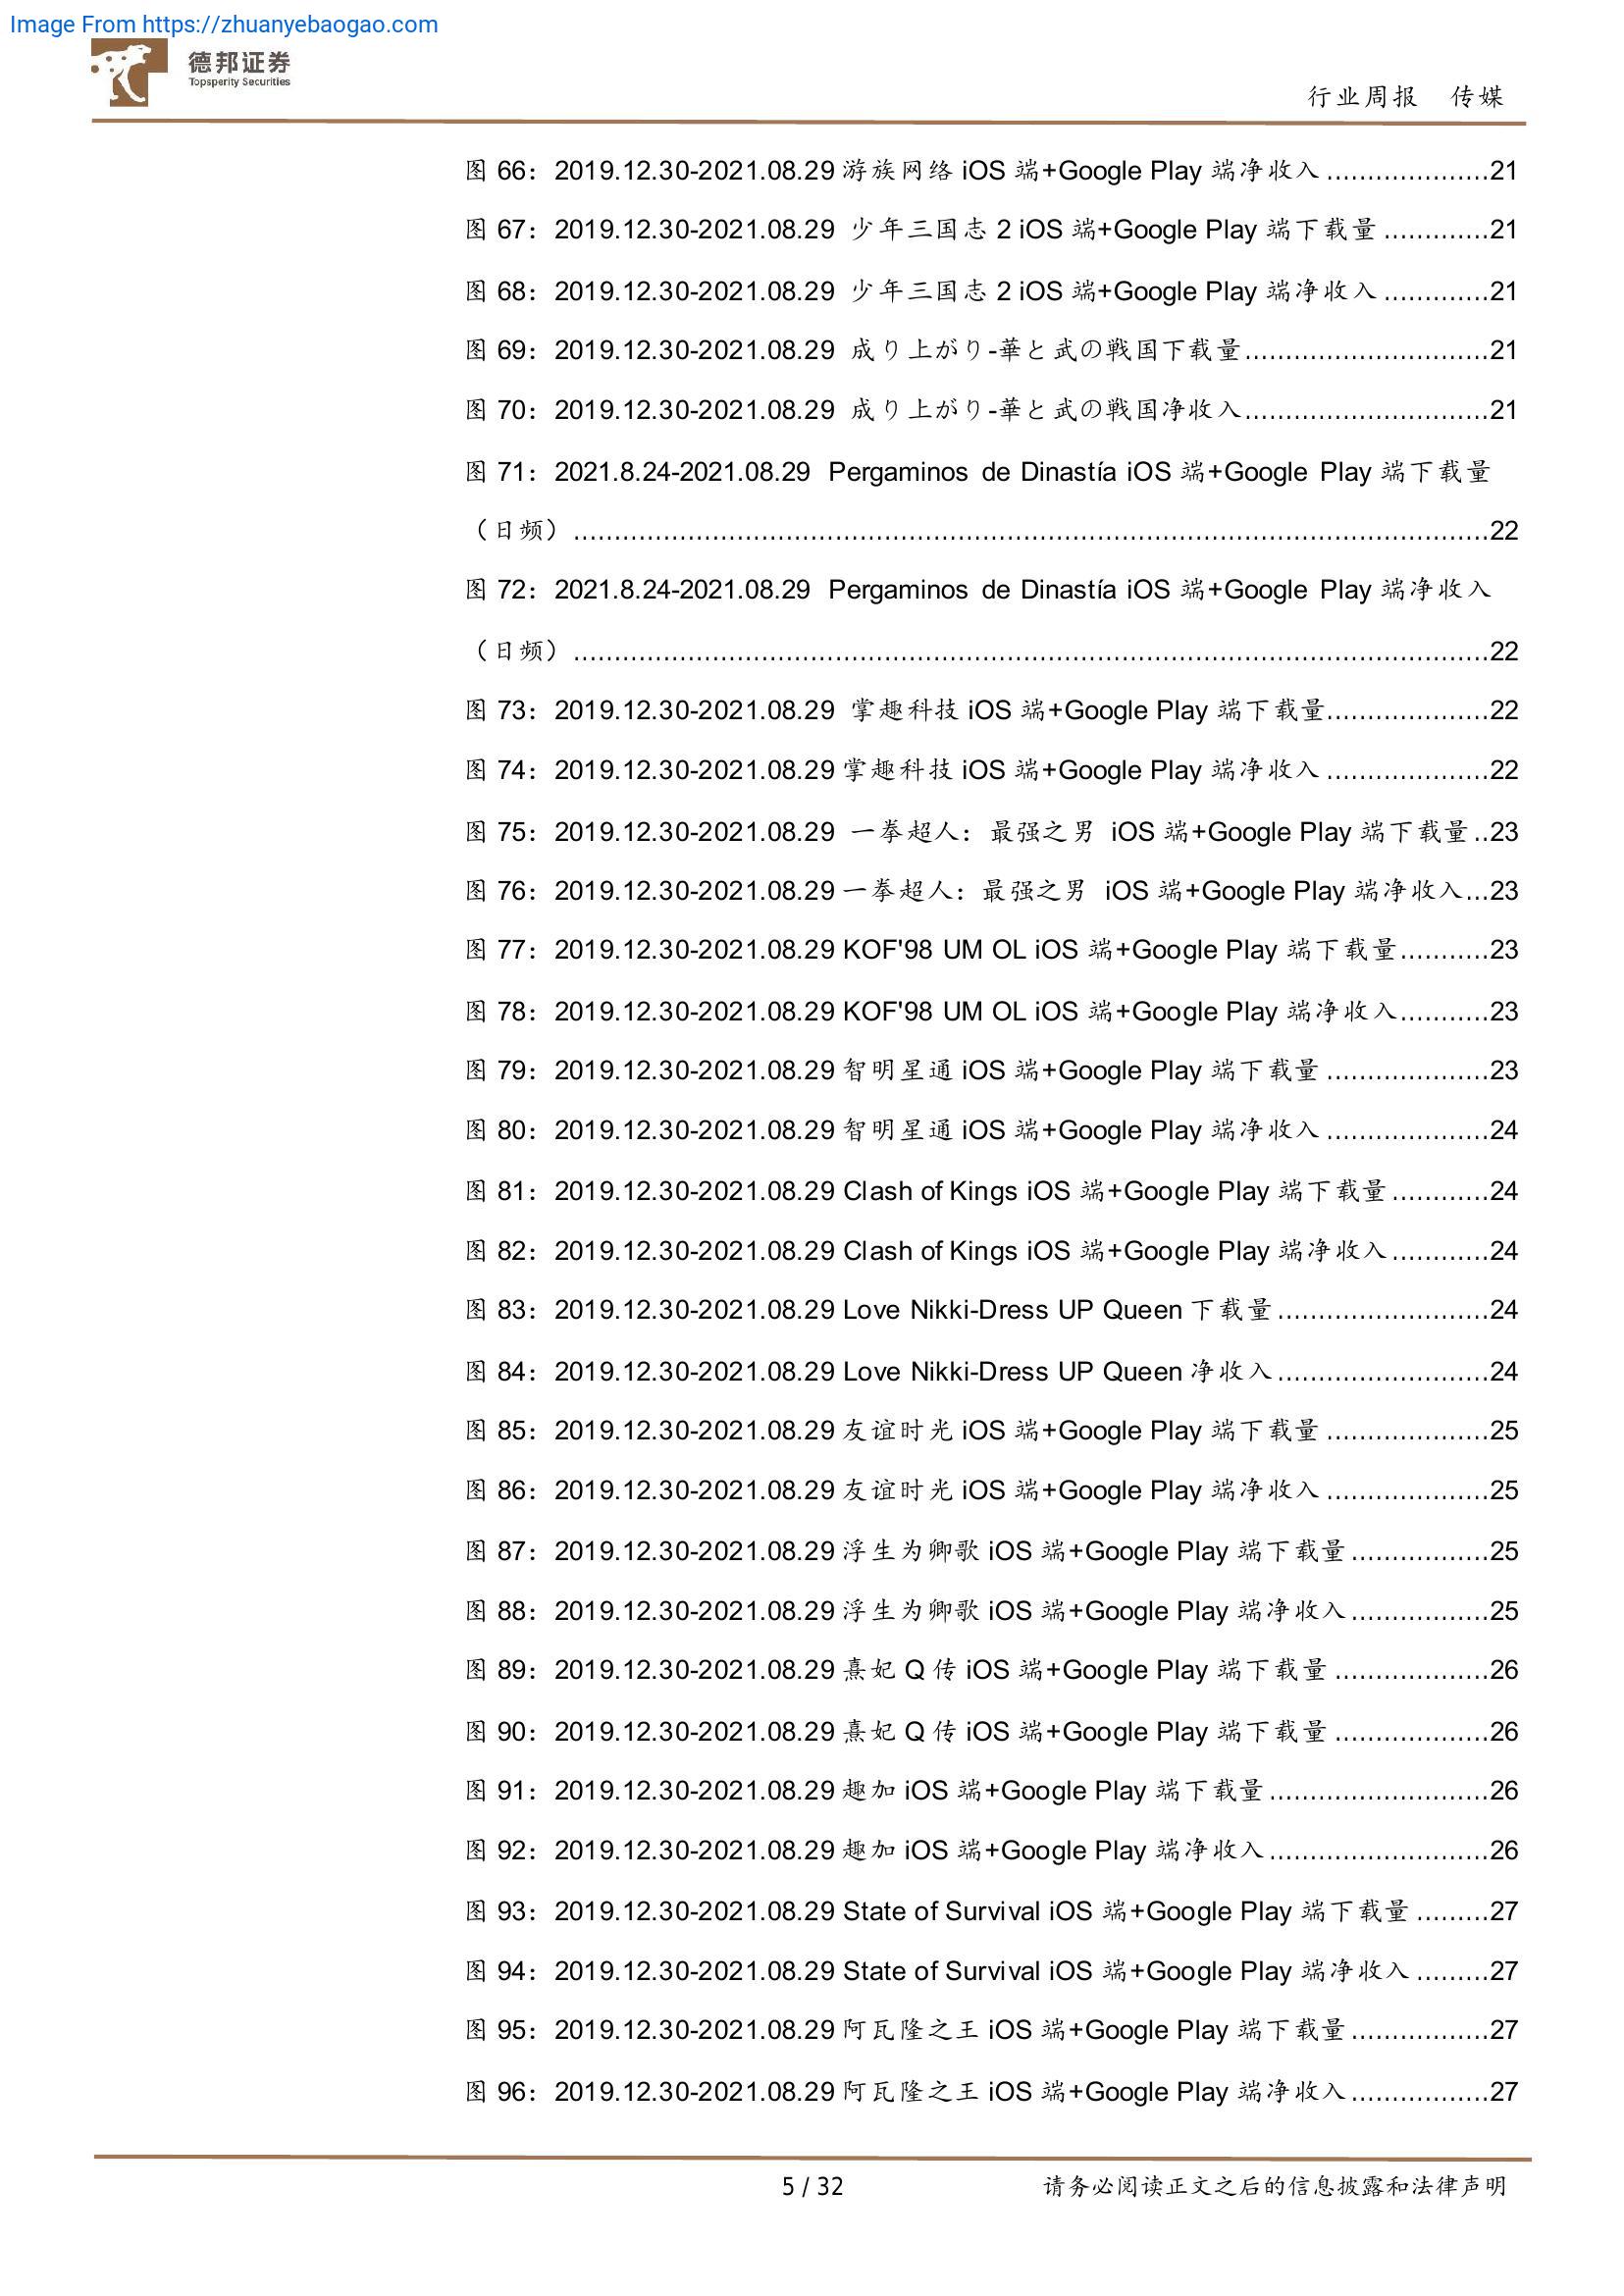 Image From https://zhuanyebaogao.com
德邦证券
Topsperity Securities
行业周报 传媒
图 66：2019.12.30-2021.08.29 游族网络 iOS 端+Google Play 端净收入 ....................21
图 67：2019.12.30-2021.08.29 少年三国志 2 iOS 端+Google Play 端下载量 .............21
图 68：2019.12.30-2021.08.29 少年三国志 2 iOS 端+Google Play 端净收入 .............21
图 69：2019.12.30-2021.08.29 成り上がり-華と武の戦国下载量..............................21
图 70：2019.12.30-2021.08.29 成り上がり-華と武の戦国净收入..............................21
图 71：2021.8.24-2021.08.29 Pergaminos de Dinastía iOS 端+Google Play 端下载量
（日频） ................................................................................................................22
图 72：2021.8.24-2021.08.29 Pergaminos de Dinastía iOS 端+Google Play 端净收入
（日频） ................................................................................................................22
图 73：2019.12.30-2021.08.29 掌趣科技 iOS 端+Google Play 端下载量....................22
图 74：2019.12.30-2021.08.29 掌趣科技 iOS 端+Google Play 端净收入 ....................22
图 75：2019.12.30-2021.08.29 一拳超人：最强之男 iOS 端+Google Play 端下载量 ..23
图 76：2019.12.30-2021.08.29 一拳超人：最强之男 iOS 端+Google Play 端净收入...23
图 77：2019.12.30-2021.08.29 KOF'98 UM OL iOS 端+Google Play 端下载量...........23
图 78：2019.12.30-2021.08.29 KOF'98 UM OL iOS 端+Google Play 端净收入...........23
图 79：2019.12.30-2021.08.29 智明星通 iOS 端+Google Play 端下载量 ....................23
图 80：2019.12.30-2021.08.29 智明星通 iOS 端+Google Play 端净收入 ....................24
图 81：2019.12.30-2021.08.29 Clash of Kings iOS 端+Google Play 端下载量 ............24
图 82：2019.12.30-2021.08.29 Clash of Kings iOS 端+Google Play 端净收入 ............24
图 83：2019.12.30-2021.08.29 Love Nikki-Dress UP Queen 下载量 ..........................24
图 84：2019.12.30-2021.08.29 Love Nikki-Dress UP Queen 净收入 ..........................24
图 85：2019.12.30-2021.08.29 友谊时光 iOS 端+Google Play 端下载量 ....................25
图 86：2019.12.30-2021.08.29 友谊时光 iOS 端+Google Play 端净收入 ....................25
图 87：2019.12.30-2021.08.29 浮生为卿歌 iOS 端+Google Play 端下载量 .................25
图 88：2019.12.30-2021.08.29 浮生为卿歌 iOS 端+Google Play 端净收入 .................25
图 89：2019.12.30-2021.08.29 熹妃 Q 传 iOS 端+Google Play 端下载量 ...................26
图 90：2019.12.30-2021.08.29 熹妃 Q 传 iOS 端+Google Play 端下载量 ...................26
图 91：2019.12.30-2021.08.29 趣加 iOS 端+Google Play 端下载量 ...........................26
图 92：2019.12.30-2021.08.29 趣加 iOS 端+Google Play 端净收入 ...........................26
图 93：2019.12.30-2021.08.29 State of Survival iOS 端+Google Play 端下载量 .........27
图 94：2019.12.30-2021.08.29 State of Survival iOS 端+Google Play 端净收入 .........27
图 95：2019.12.30-2021.08.29 阿瓦隆之王 iOS 端+Google Play 端下载量 .................27
图 96：2019.12.30-2021.08.29 阿瓦隆之王 iOS 端+Google Play 端净收入 .................27
5 / 32 请务必阅读正文之后的信息披露和法律声明